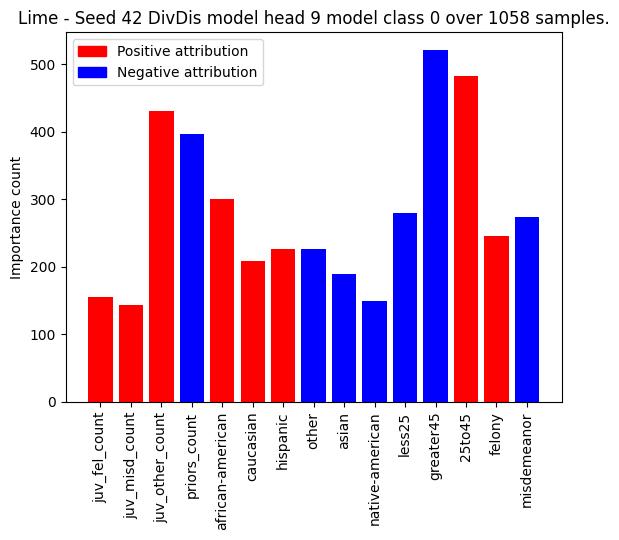 Lime - Seed 42 DivDis model head 9 model class 0 over 1058 samples.
Positive attribution
Negative attribution
Importance count
500
400
300
200
100
0
juv_fel_count
juv_misd_count
juv_other_count
priors_count
african-american
caucasian
hispanic
other
asian
native-american
less25
greater45
25to45
felony
misdemeanor